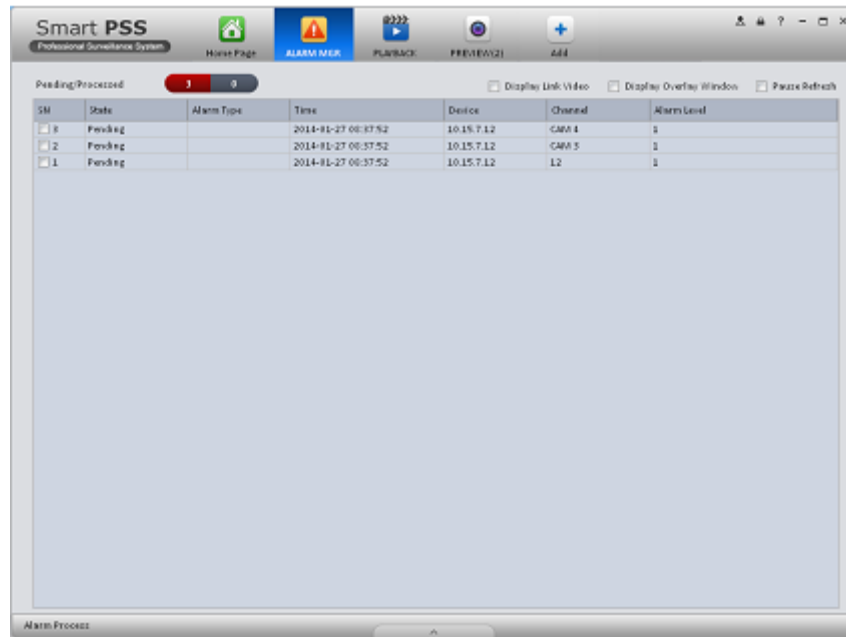 Smart PSS
Professional Surveillance System
Home Page
ALARM MGR
PLAYBACK
PREVIEW(2)
Add
?
Pending/Processed 3 0
Display Link Video Display Overlay Window Pause Refresh
SN State Alarm Type Time Device Channel Alarm Level
3 Pending 2014-01-27 00:37:52 10.15.7.12 CAM 4 1
2 Pending 2014-01-27 00:37:52 10.15.7.12 CAM 3 1
1 Pending 2014-01-27 00:37:52 10.15.7.12 12 1
Alarm Process